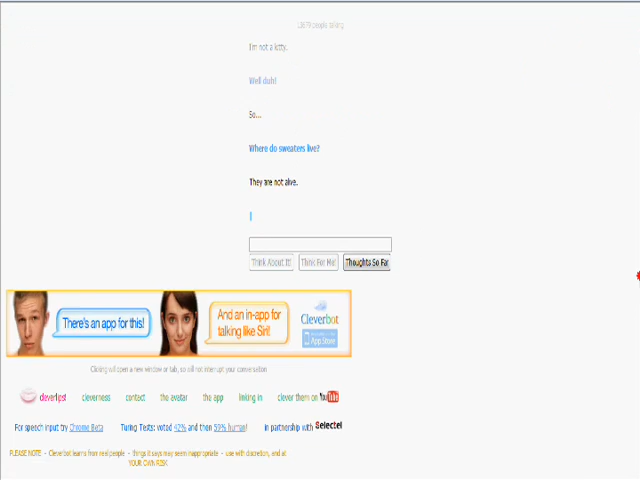 people talking
I'm not a kitty.
Well duh!
So...
Where do sweaters live?
They are not alive.
Think About It! Think For Me! Thoughts So Far
There's an app for this!
And an in-app for
talking like Siri!
Cleverbot
App Store
Clicking will open a new window or tab, so will not interrupt your conversation
clevertips! cleverness contact the avatar the app linking in clever them on YouTube
For speech input try Chrome Beta Turing Tests: voted 42% and then 59% human! in partnership with Selectel
PLEASE NOTE - Cleverbot learns from real people - things it says may seem inappropriate - use with discretion, and at
YOUR OWN RISK